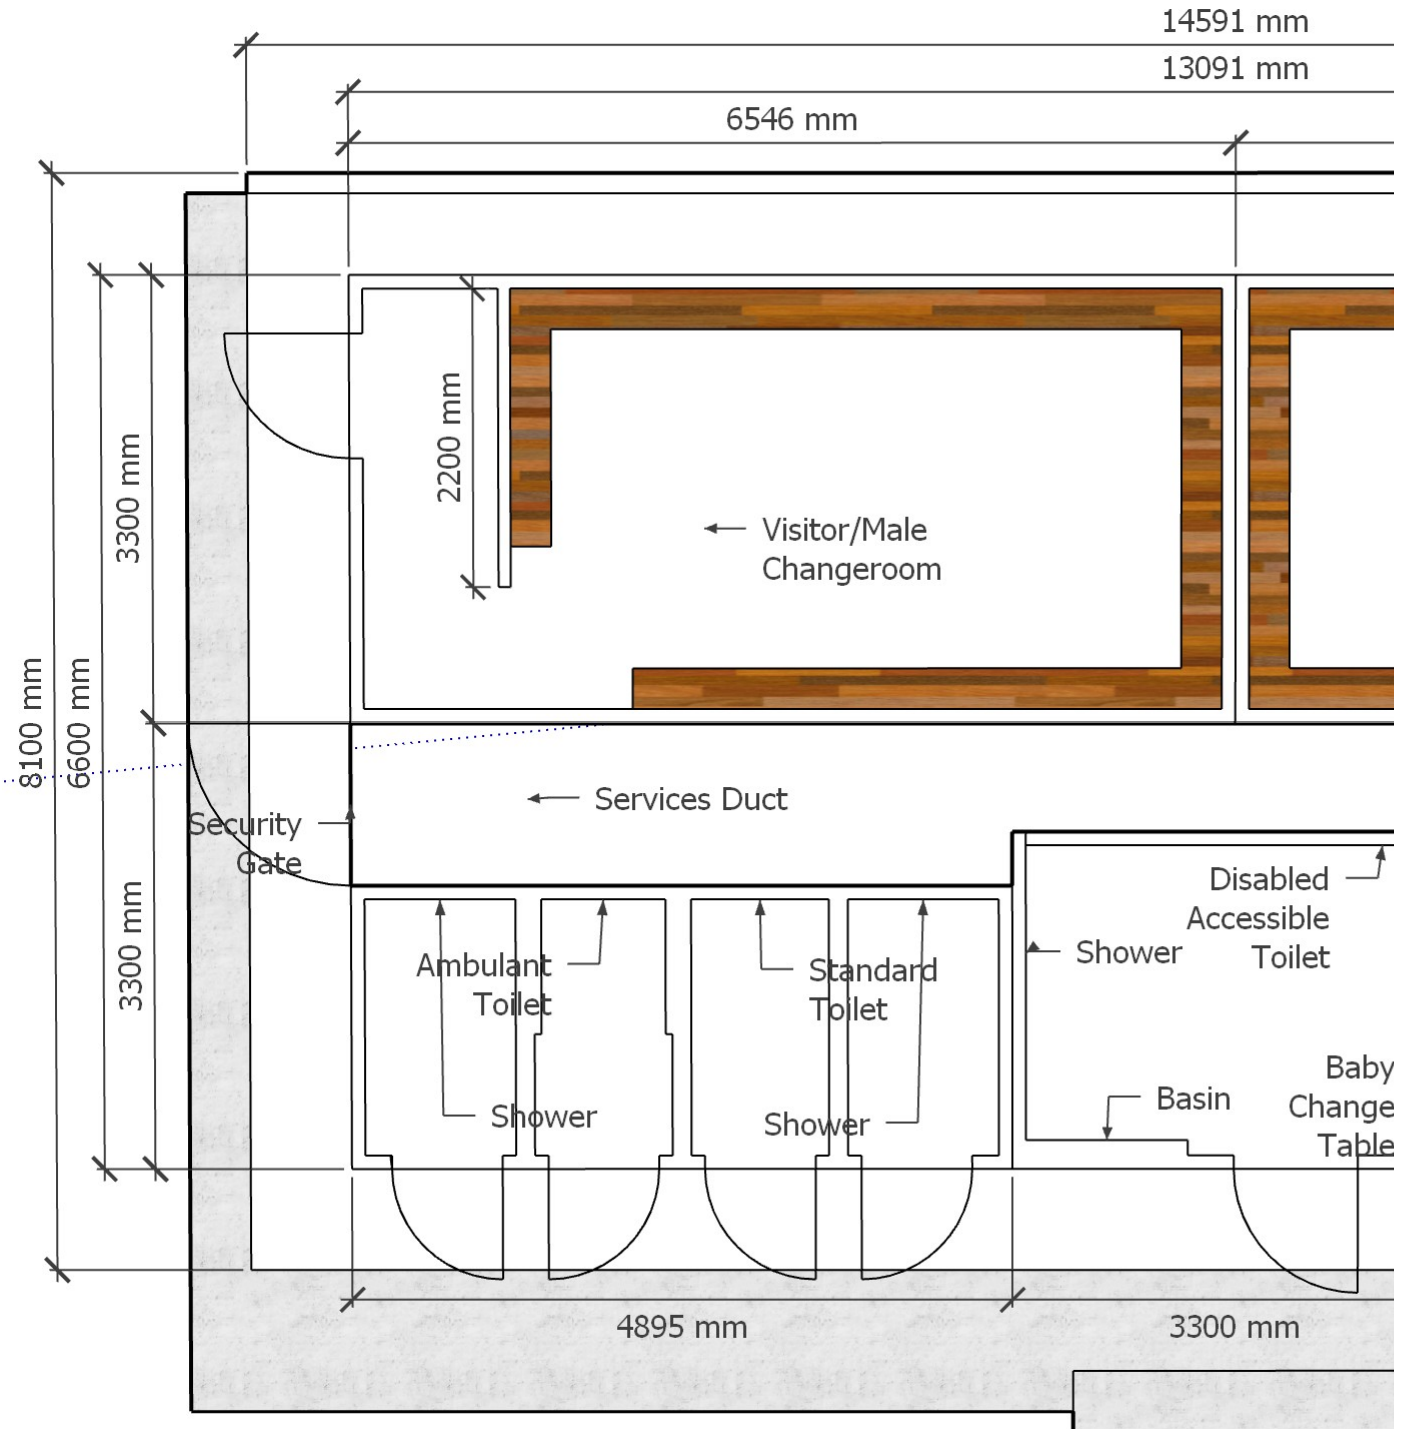 14591 mm
13091 mm
6546 mm
3300 mm
2200 mm
Visitor/Male
Changeroom
8100 mm
6600 mm
Services Duct
Security
Gate
3300 mm
Disabled
Accessible
Toilet
Shower
Ambulant
Toilet
Standard
Toilet
Shower
Shower
Basin
Baby
Change
Table
4895 mm
3300 mm